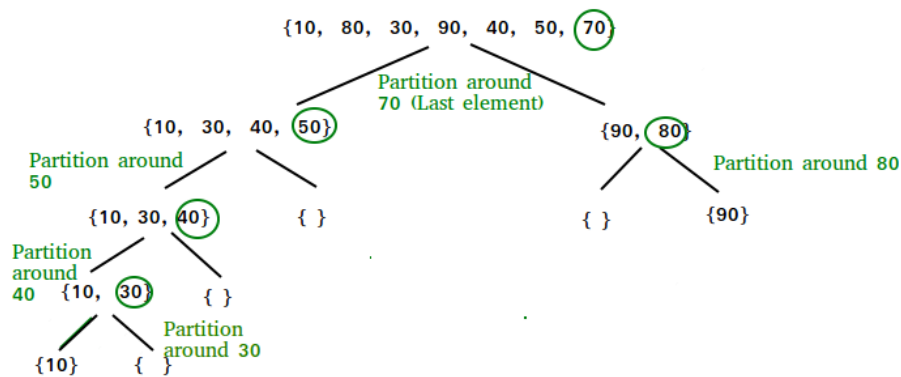 {10, 80, 30, 90, 40, 50, 70}
Partition around
70 (Last element)
{10, 30, 40, 50}
{90, 80}
Partition around
50
Partition around 80
{10, 30, 40}
{ }
{ }
{90}
Partition
around
40
{10, 30}
{ }
Partition
around 30
{10}
{ }